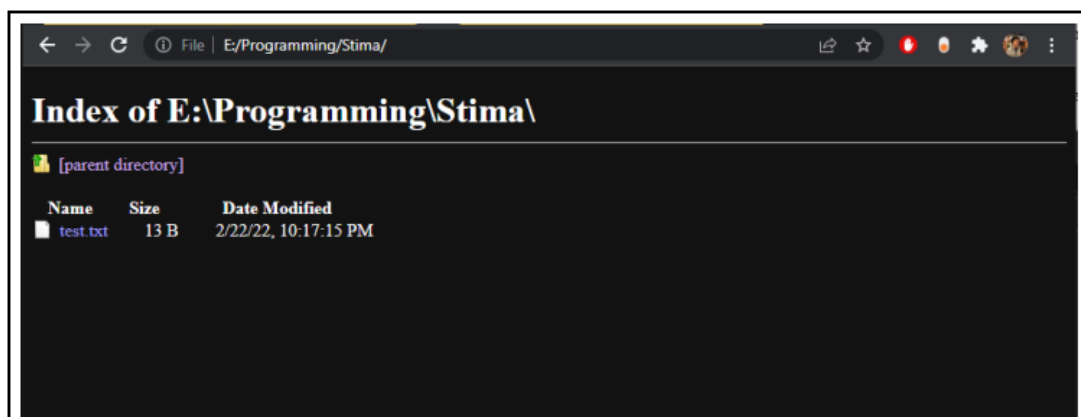 File | E:/Programming/Stima/
Index of E:\Programming\Stima\
[parent directory]
Name Size Date Modified
test.txt 13 B 2/22/22, 10:17:15 PM